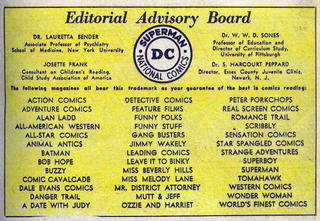 Editorial Advisory Board
DR. LAURETTA BENDER
Associate Professor of Psychiatry
School of Medicine, New York University
JOSETTE FRANK
Consultant on Children's Reading,
Child Study Association of America
SUPERMAN
DC
NATIONAL COMICS
Dr. W. W. D. SONES
Professor of Education and
Director of Curriculum Study,
University of Pittsburgh
Dr. S. HARCOURT PEPPARD
Director, Essex County Juvenile Clinic,
Newark, N. J.
The following magazines all bear this trademark as your guarantee of the best in comics reading:
ACTION COMICS
ADVENTURE COMICS
ALAN LADD
ALL-AMERICAN WESTERN
ALL-STAR COMICS
ANIMAL ANTICS
BATMAN
BOB HOPE
BUZZY
COMIC CAVALCADE
DALE EVANS COMICS
DANGER TRAIL
A DATE WITH JUDY
DETECTIVE COMICS
FEATURE FILMS
FUNNY FOLKS
FUNNY STUFF
GANG BUSTERS
JIMMY WAKELY
LEADING COMICS
LEAVE IT TO BINKY
MISS BEVERLY HILLS
MISS MELODY LANE
MR. DISTRICT ATTORNEY
MUTT & JEFF
OZZIE AND HARRIET
PETER PORKCHOPS
REAL SCREEN COMICS
ROMANCE TRAIL
SCRIBBLY
SENSATION COMICS
STAR SPANGLED COMICS
STRANGE ADVENTURES
SUPERBOY
SUPERMAN
TOMAHAWK
WESTERN COMICS
WONDER WOMAN
WORLD'S FINEST COMICS